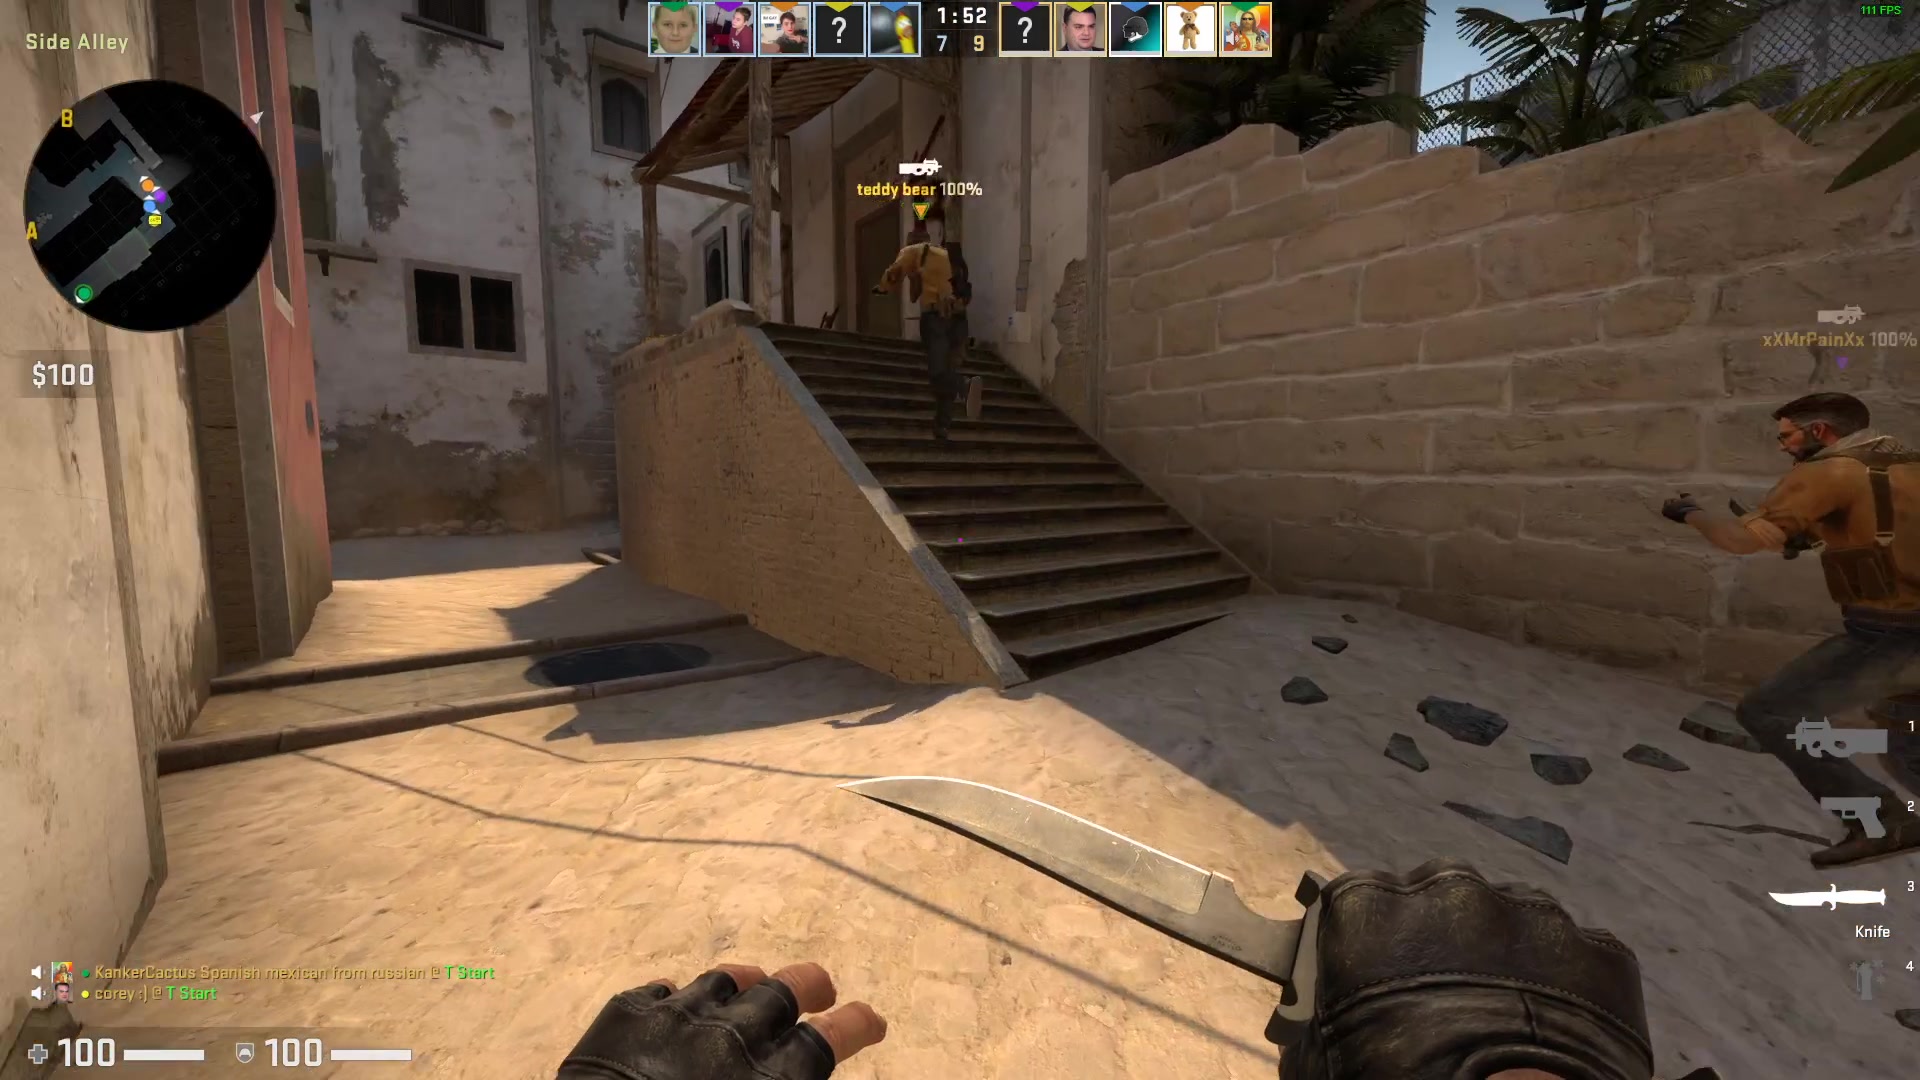 Side Alley
1:52
7 9
111 FPS
? ?
B
A
teddy bear 100%
xXMrPainXx 100%
$100
1
2
3
Knife
4
KankerCactus Spanish mexican from russian @ T Start
corey :] @ T Start
100 100